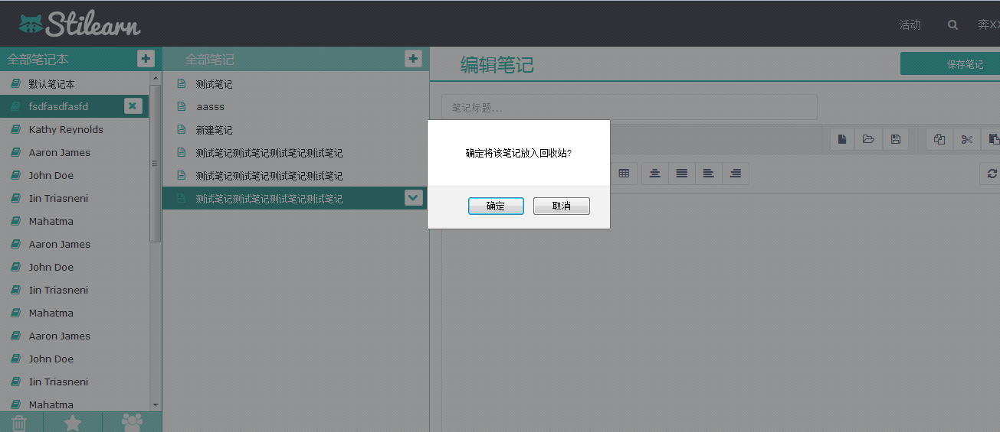 Stilearn
活动
奔XX
全部笔记本
默认笔记本
fsdfasdfasfd
Kathy Reynolds
Aaron James
John Doe
Iin Triasneni
Mahatma
Aaron James
John Doe
Iin Triasneni
Mahatma
Aaron James
John Doe
Iin Triasneni
Mahatma
全部笔记
测试笔记
aasss
新建笔记
测试笔记测试笔记测试笔记测试笔记
测试笔记测试笔记测试笔记测试笔记
测试笔记测试笔记测试笔记测试笔记
编辑笔记
保存笔记
笔记标题...
确定将该笔记放入回收站?
确定
取消